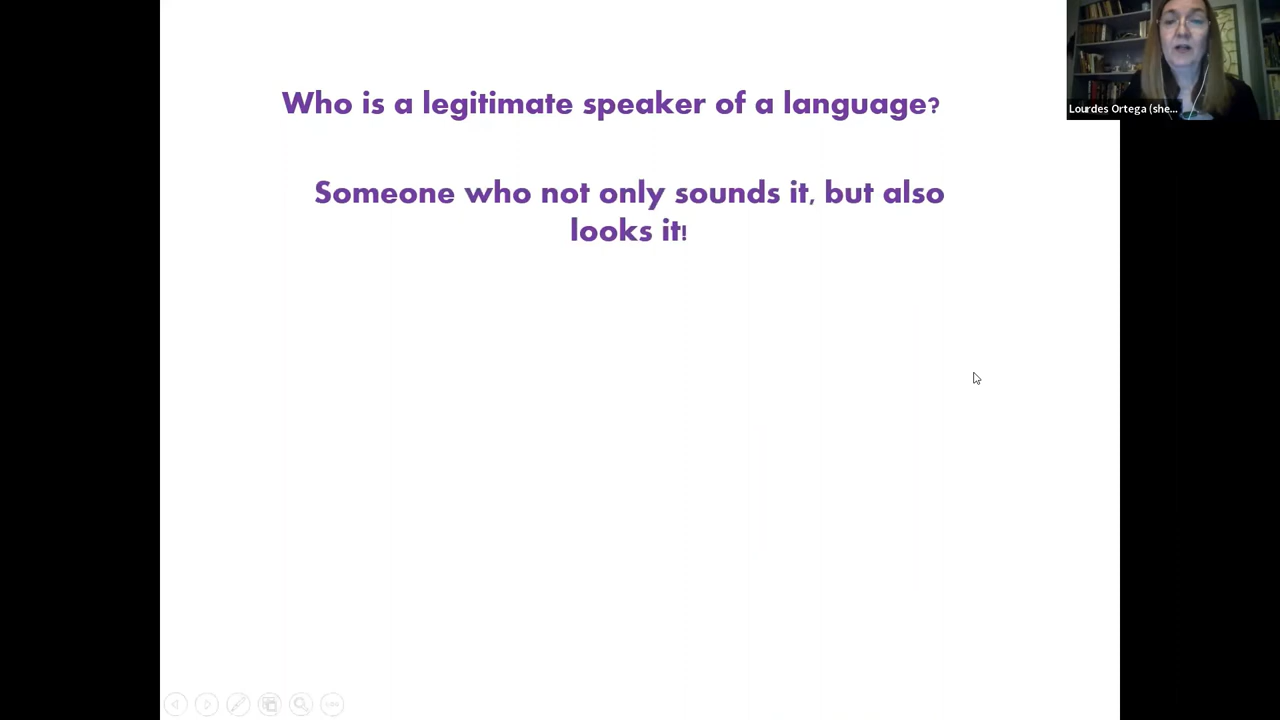 Who is a legitimate speaker of a language?
Someone who not only sounds it, but also
looks it!
Lourdes Ortega (she...